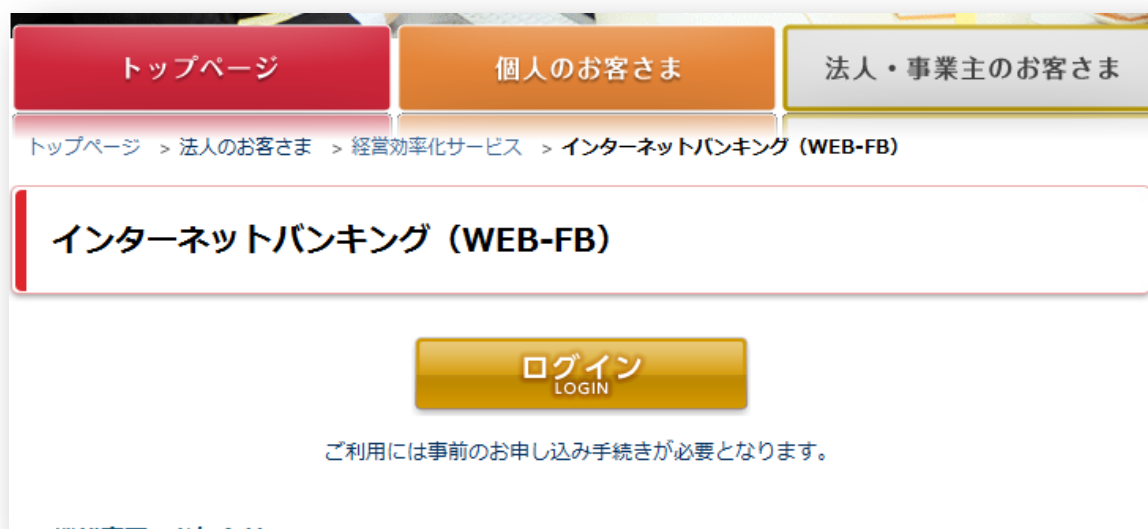 トップページ
個人のお客さま
法人・事業主のお客さま
トップページ > 法人のお客さま > 経営効率化サービス > インターネットバンキング（WEB-FB）
インターネットバンキング（WEB-FB）
ログイン
LOGIN
ご利用には事前のお申し込み手続きが必要となります。